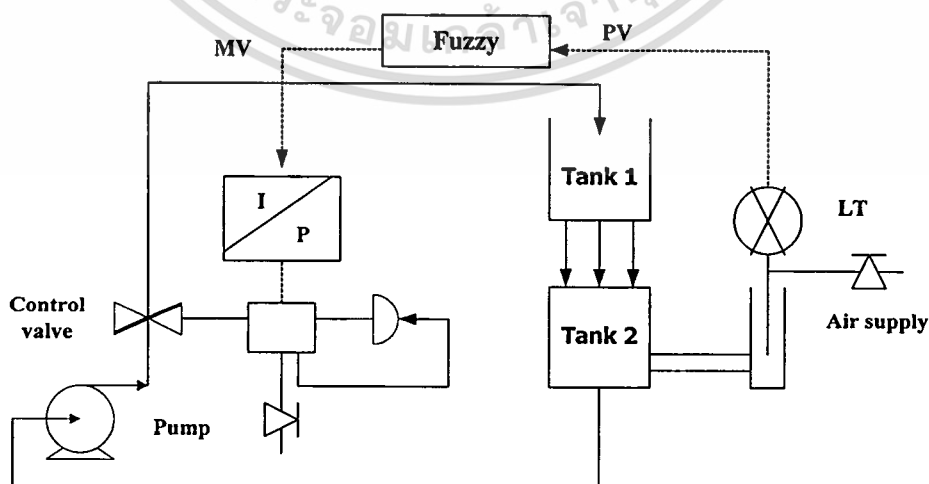 MV
Fuzzy
PV
Tank 1
I
P
LT
Control
valve
Tank 2
Air supply
Pump